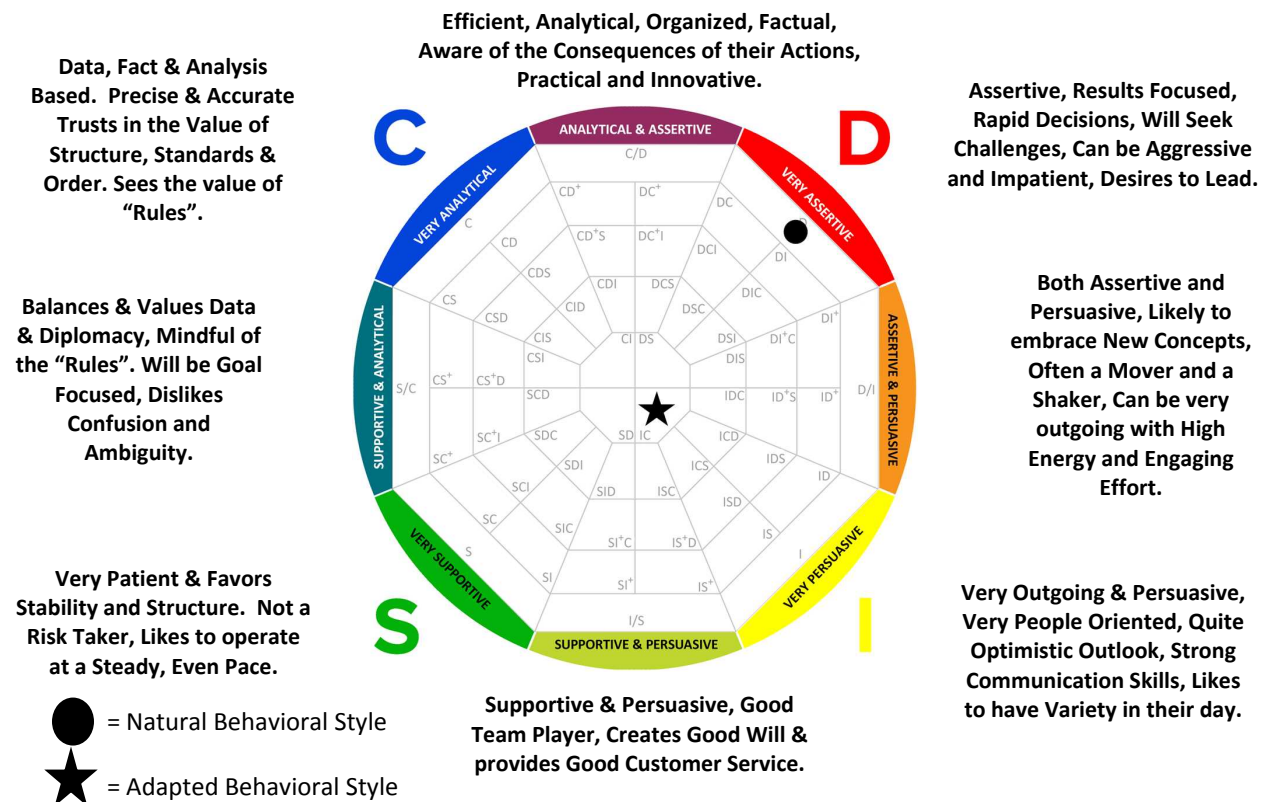 Efficient, Analytical, Organized, Factual,
Aware of the Consequences of their Actions,
Practical and Innovative.
Data, Fact & Analysis
Based.  Precise & Accurate
Trusts in the Value of
Structure, Standards &
Order. Sees the value of
“Rules”.
Assertive, Results Focused,
Rapid Decisions, Will Seek
Challenges, Can be Aggressive
and Impatient, Desires to Lead.
C
D
ANALYTICAL & ASSERTIVE
VERY ANALYTICAL
VERY ASSERTIVE
C/D
CD+
DC+
C
DC
CD
CD+S
DC+I
DCI
DI
CDS
CDI
DCS
DIC
CS
CID
DSC
DI+
CSD
CIS
CI
DS
DSI
DI+C
CSI
DIS
Balances & Values Data
& Diplomacy, Mindful of
the “Rules”. Will be Goal
Focused, Dislikes
Confusion and
Ambiguity.
SUPPORTIVE & ANALYTICAL
S/C
CS+
CS+D
SCD
IDC
ID+S
ID+
D/I
ASSERTIVE & PERSUASIVE
Both Assertive and
Persuasive, Likely to
embrace New Concepts,
Often a Mover and a
Shaker, Can be very
outgoing with High
Energy and Engaging
Effort.
SC+
SC+I
SDC
SD
IC
ICD
SDI
ICS
IDS
SCI
SID
ISC
ISD
ID
SC
SIC
SI+C
IS+D
IS
S
SI
SI+
IS+
I
I/S
VERY SUPPORTIVE
VERY PERSUASIVE
SUPPORTIVE & PERSUASIVE
S
I
Very Patient & Favors
Stability and Structure.  Not a
Risk Taker, Likes to operate
at a Steady, Even Pace.
Very Outgoing & Persuasive,
Very People Oriented, Quite
Optimistic Outlook, Strong
Communication Skills, Likes
to have Variety in their day.
Supportive & Persuasive, Good
Team Player, Creates Good Will &
provides Good Customer Service.
= Natural Behavioral Style
= Adapted Behavioral Style